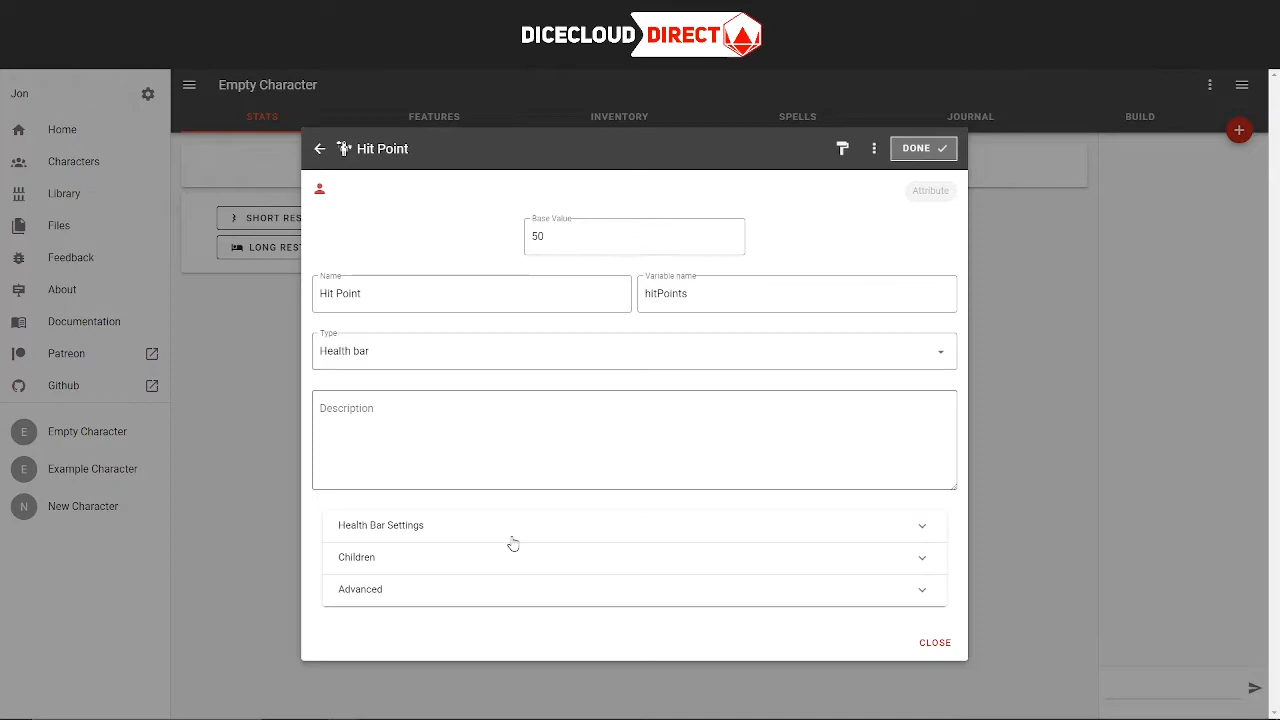 DICECLOUD DIRECT
Jon
Empty Character
STATS
FEATURES
INVENTORY
SPELLS
JOURNAL
BUILD
Home
Characters
Library
Files
Feedback
About
Documentation
Patreon
Github
E
Empty Character
E
Example Character
N
New Character
SHORT RES
LONG REST
Hit Point
DONE
Attribute
Base Value
50
Name
Hit Point
Variable name
hitPoints
Type
Health bar
Description
Health Bar Settings
Children
Advanced
CLOSE